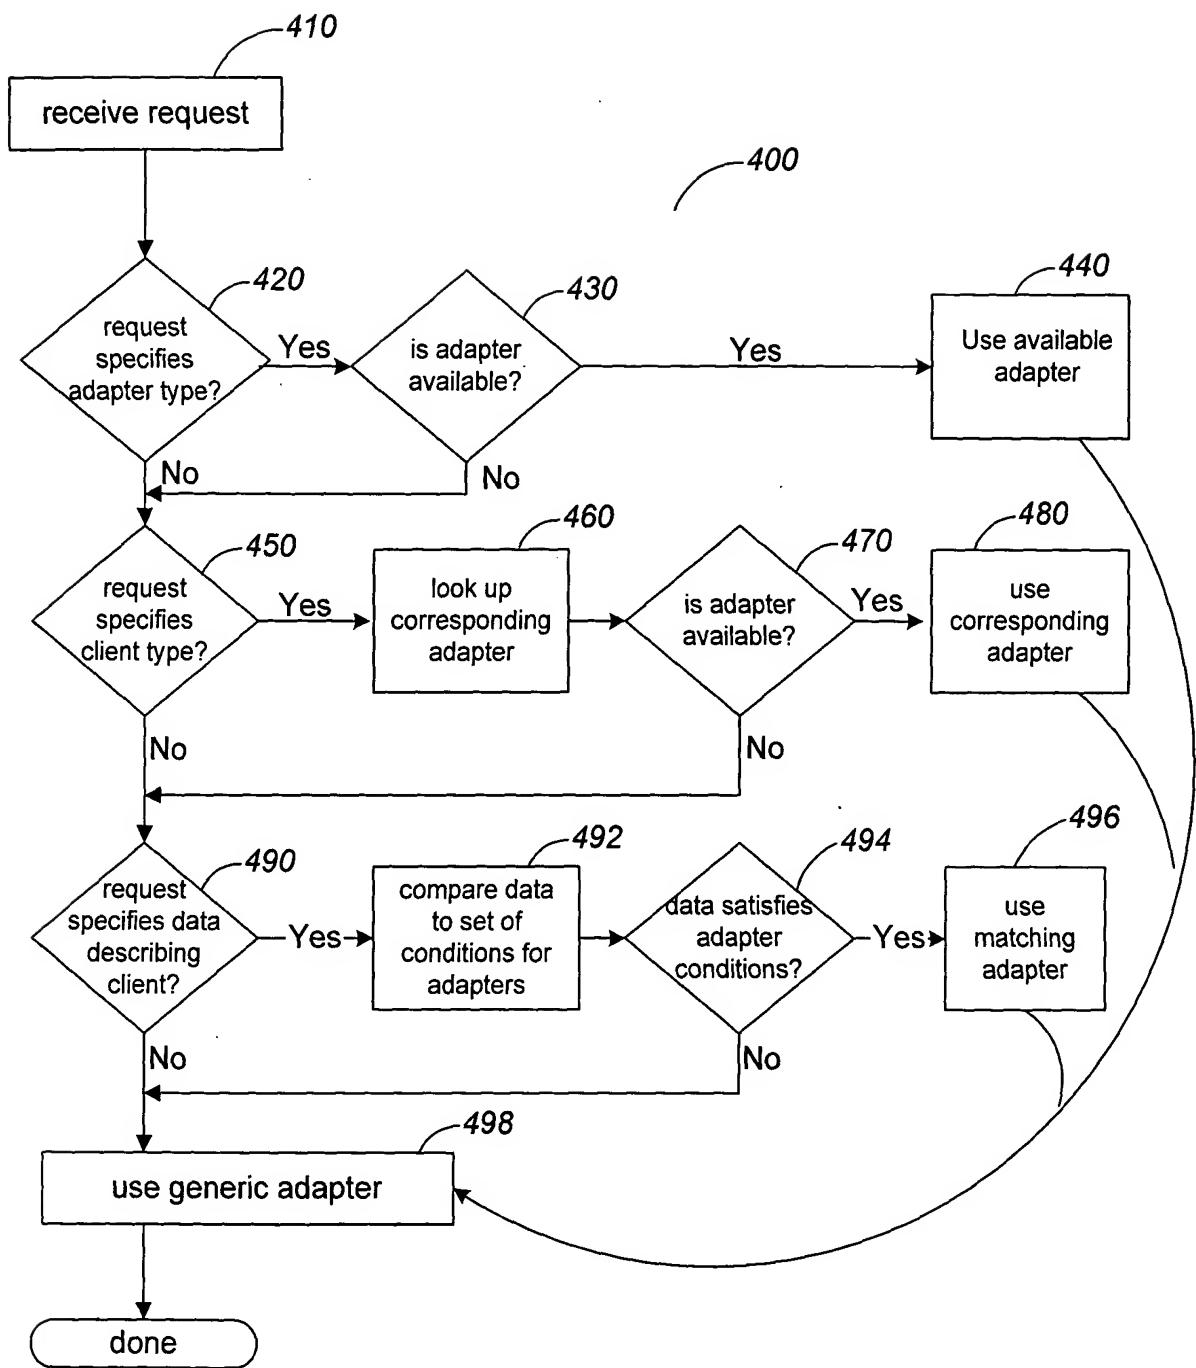 410
receive request
400
420
request
specifies
adapter type?
Yes
430
is adapter
available?
Yes
440
Use available
adapter
No
No
450
request
specifies
client type?
Yes
460
look up
corresponding
adapter
470
is adapter
available?
Yes
480
use
corresponding
adapter
No
No
490
request
specifies data
describing
client?
Yes
492
compare data
to set of
conditions for
adapters
494
data satisfies
adapter
conditions?
Yes
496
use
matching
adapter
No
No
498
use generic adapter
done